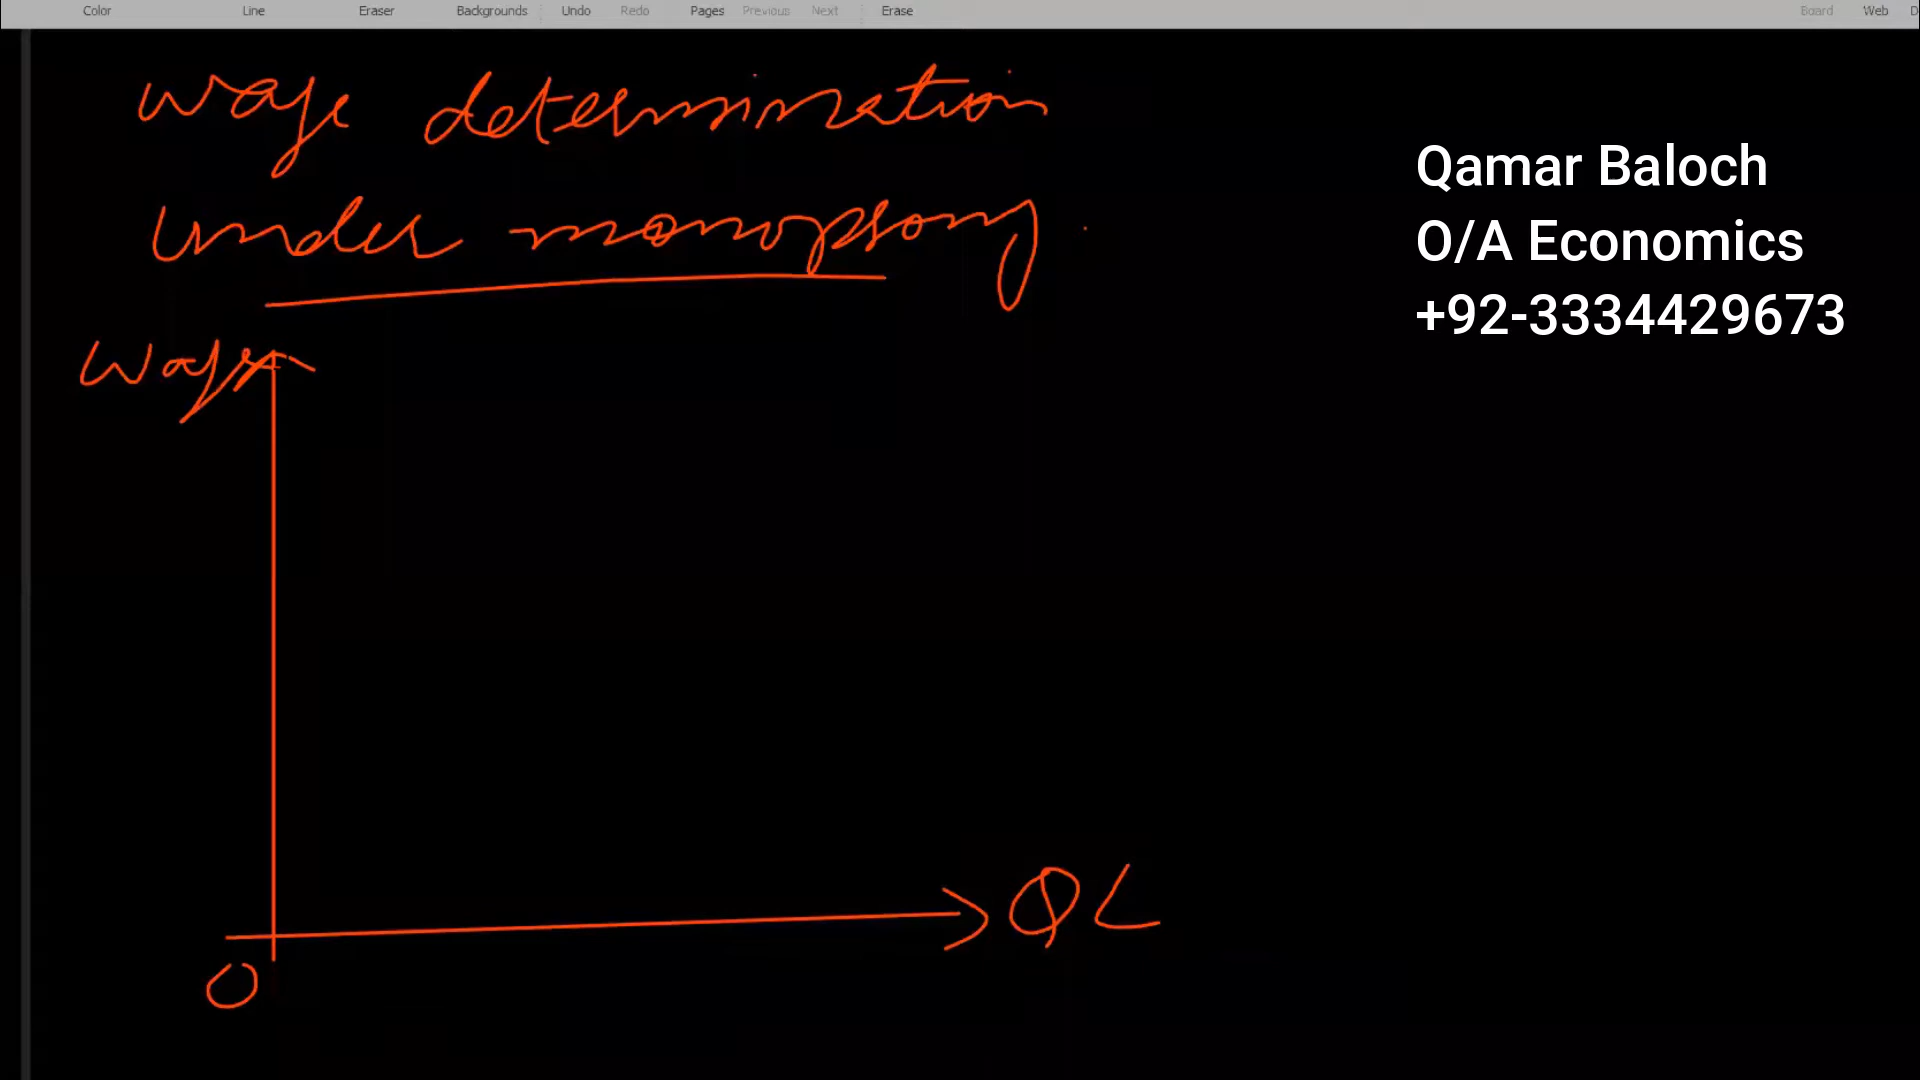 Color Line Eraser Backgrounds Undo Redo Pages Previous Next Erase Board Web D
wage determination
under monopsony.
Qamar Baloch
O/A Economics
+92-3334429673
wage
QL
O